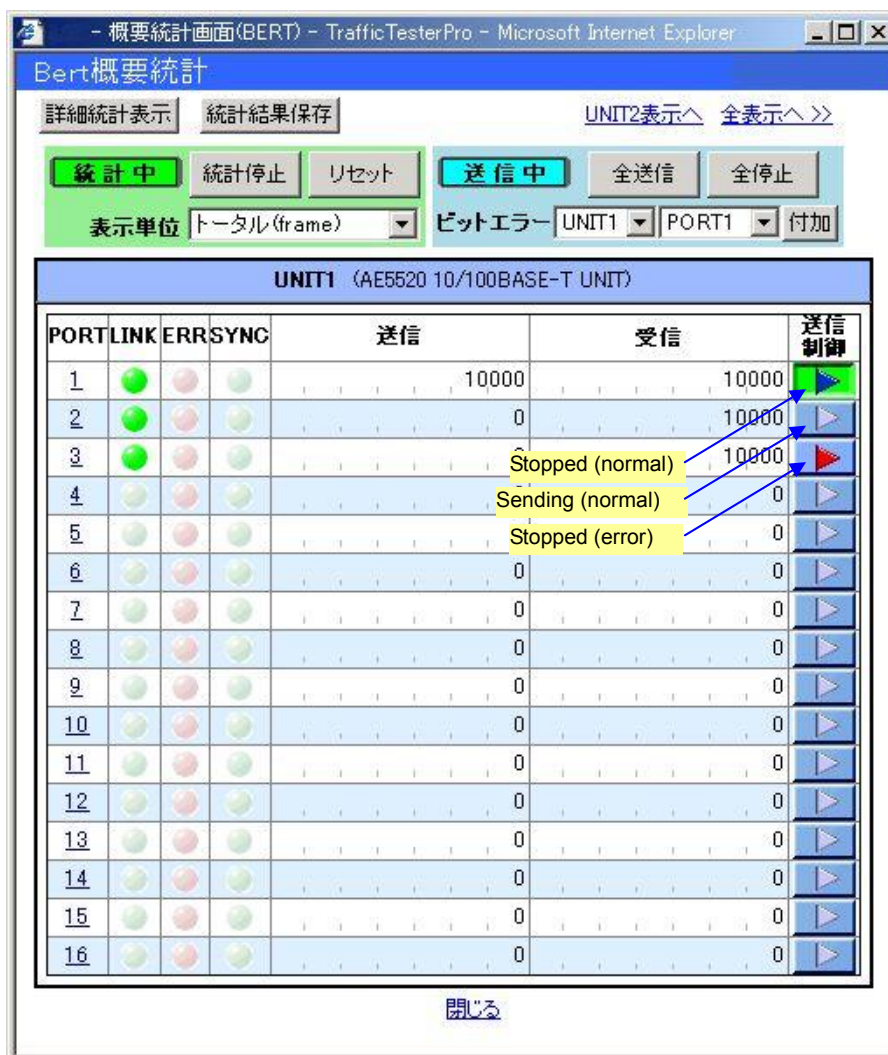 - 概要統計画面(BERT) - TrafficTesterPro - Microsoft Internet Explorer
Bert概要統計
詳細統計表示 統計結果保存 UNIT2表示へ 全表示へ >>
統計中 統計停止 リセット 送信中 全送信 全停止
表示単位 トータル(frame) ビットエラー UNIT1 PORT1 付加
UNIT1 (AE5520 10/100BASE-T UNIT)
PORT LINK ERR SYNC 送信 受信 送信制御
1 10000 10000
2 0 10000
3 10000
Stopped (normal)
4 0
Sending (normal)
5 0
Stopped (error)
6 0 0
7 0 0
8 0 0
9 0 0
10 0 0
11 0 0
12 0 0
13 0 0
14 0 0
15 0 0
16 0 0
閉じる